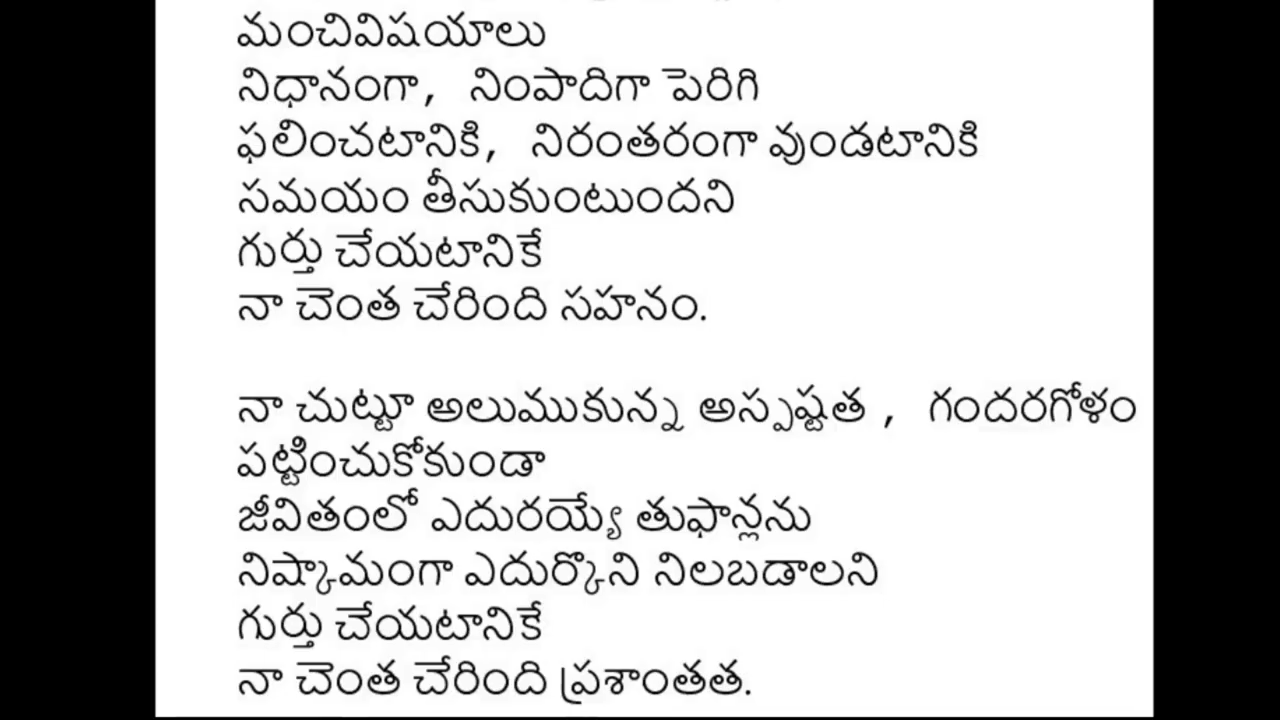 మంచివిషయాలు
నిధానంగా, నింపాదిగా పెరిగి
ఫలించటానికి, నిరంతరంగా వుండటానికి
సమయం తీసుకుంటుందని
గుర్తు చేయటానికే
నా చెంత చేరింది సహనం.
నా చుట్టూ అలుముకున్న అస్పష్టత , గందరగోళం
పట్టించుకోకుండా
జీవితంలో ఎదురయ్యే తుఫాన్లను
నిష్కామంగా ఎదుర్కొని నిలబడాలని
గుర్తు చేయటానికే
నా చెంత చేరింది ప్రశాంతత.